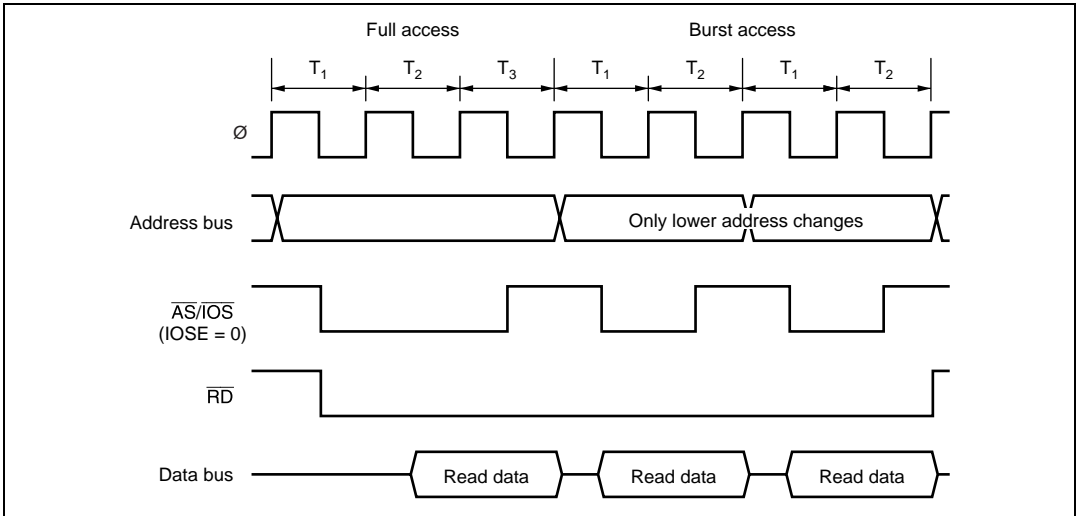 Full access Burst access
T1 T2 T3 T1 T2 T1 T2
Ø
Address bus Only lower address changes
AS/IOS
(IOSE = 0)
RD
Data bus Read data Read data Read data